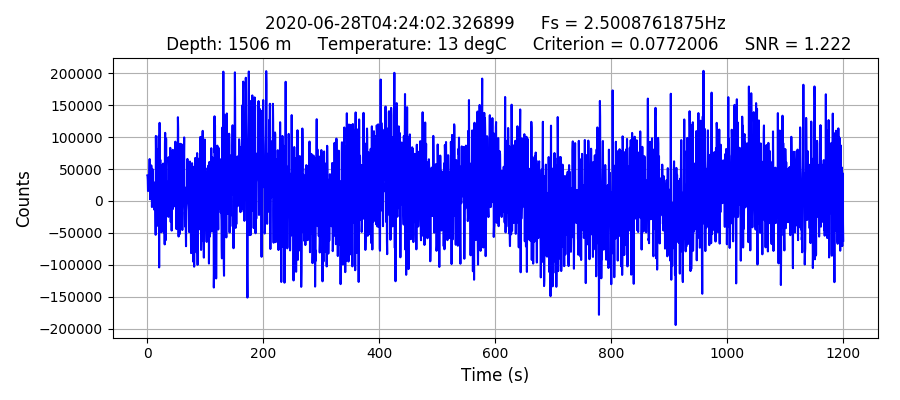 2020-06-28T04:24:02.326899 Fs = 2.5008761875Hz
Depth: 1506 m Temperature: 13 degC Criterion = 0.0772006 SNR = 1.222
Counts
200000
150000
100000
50000
0
−50000
−100000
−150000
−200000
0 200 400 600 800 1000 1200
Time (s)